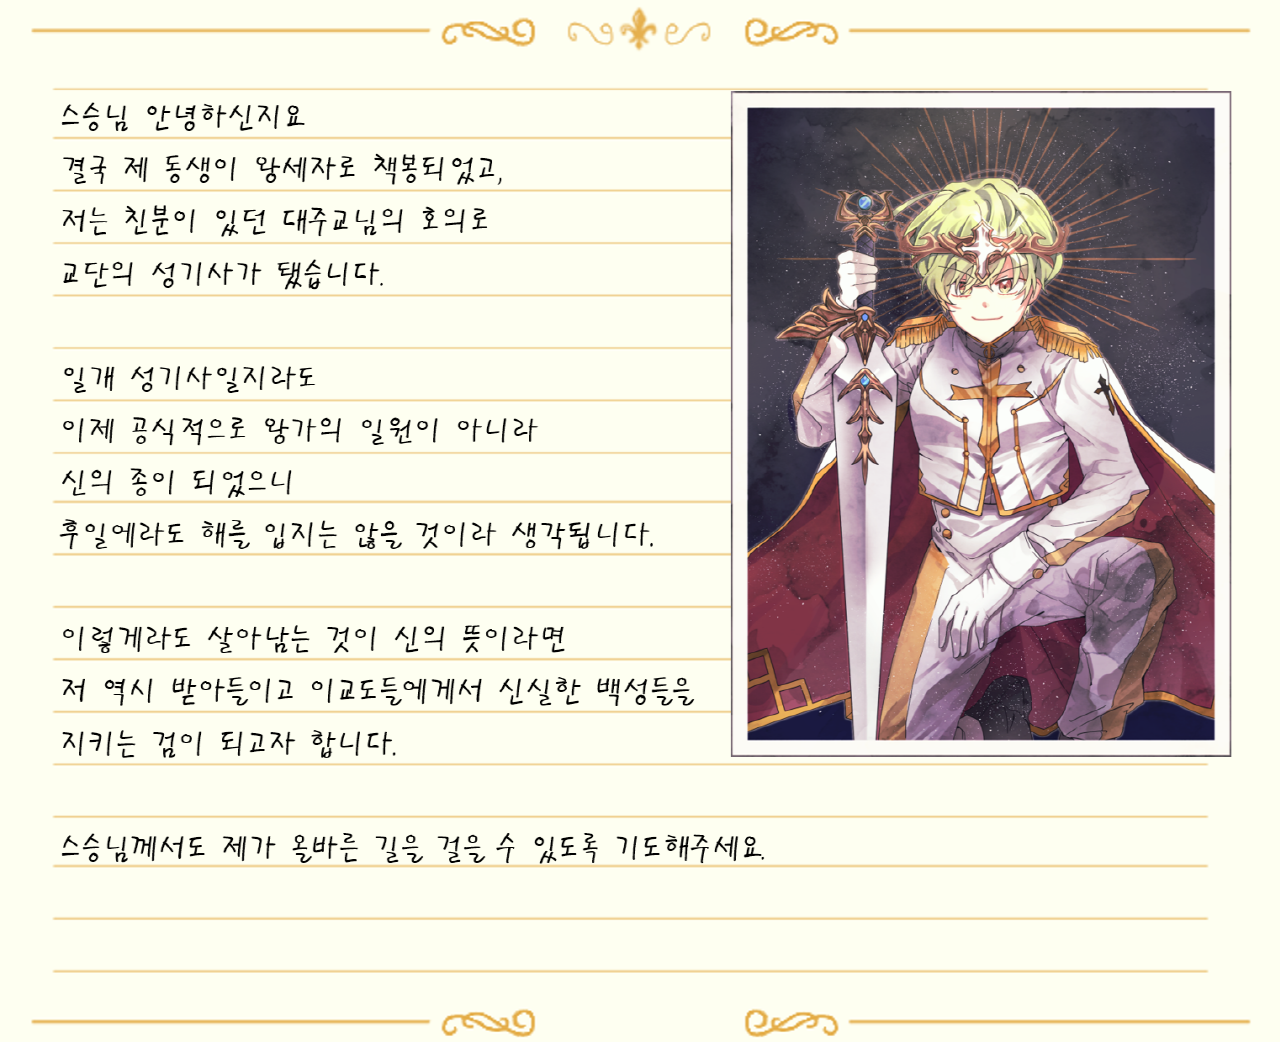 스승님 안녕하신지요
결국 제 동생이 왕세자로 책봉되었고,
저는 친분이 있던 대주교님의 호의로
교단의 성기사가 됐습니다.
일개 성기사일지라도
이제 공식적으로 왕가의 일원이 아니라
신의 종이 되었으니
후일에라도 해를 입지는 않을 것이라 생각됩니다.
이렇게라도 살아남는 것이 신의 뜻이라면
저 역시 받아들이고 이교도들에게서 신실한 백성들을
지키는 검이 되고자 합니다.
스승님께서도 제가 올바른 길을 걸을 수 있도록 기도해주세요.